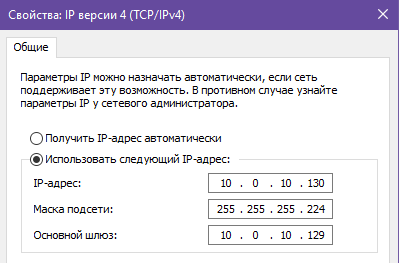 Свойства: IP версии 4 (TCP/IPv4)
Общие
Параметры IP можно назначать автоматически, если сеть
поддерживает эту возможность. В противном случае узнайте
параметры IP у сетевого администратора.
Получить IP-адрес автоматически
Использовать следующий IP-адрес:
IP-адрес: 10 . 0 . 10 . 130
Маска подсети: 255 . 255 . 255 . 224
Основной шлюз: 10 . 0 . 10 . 129